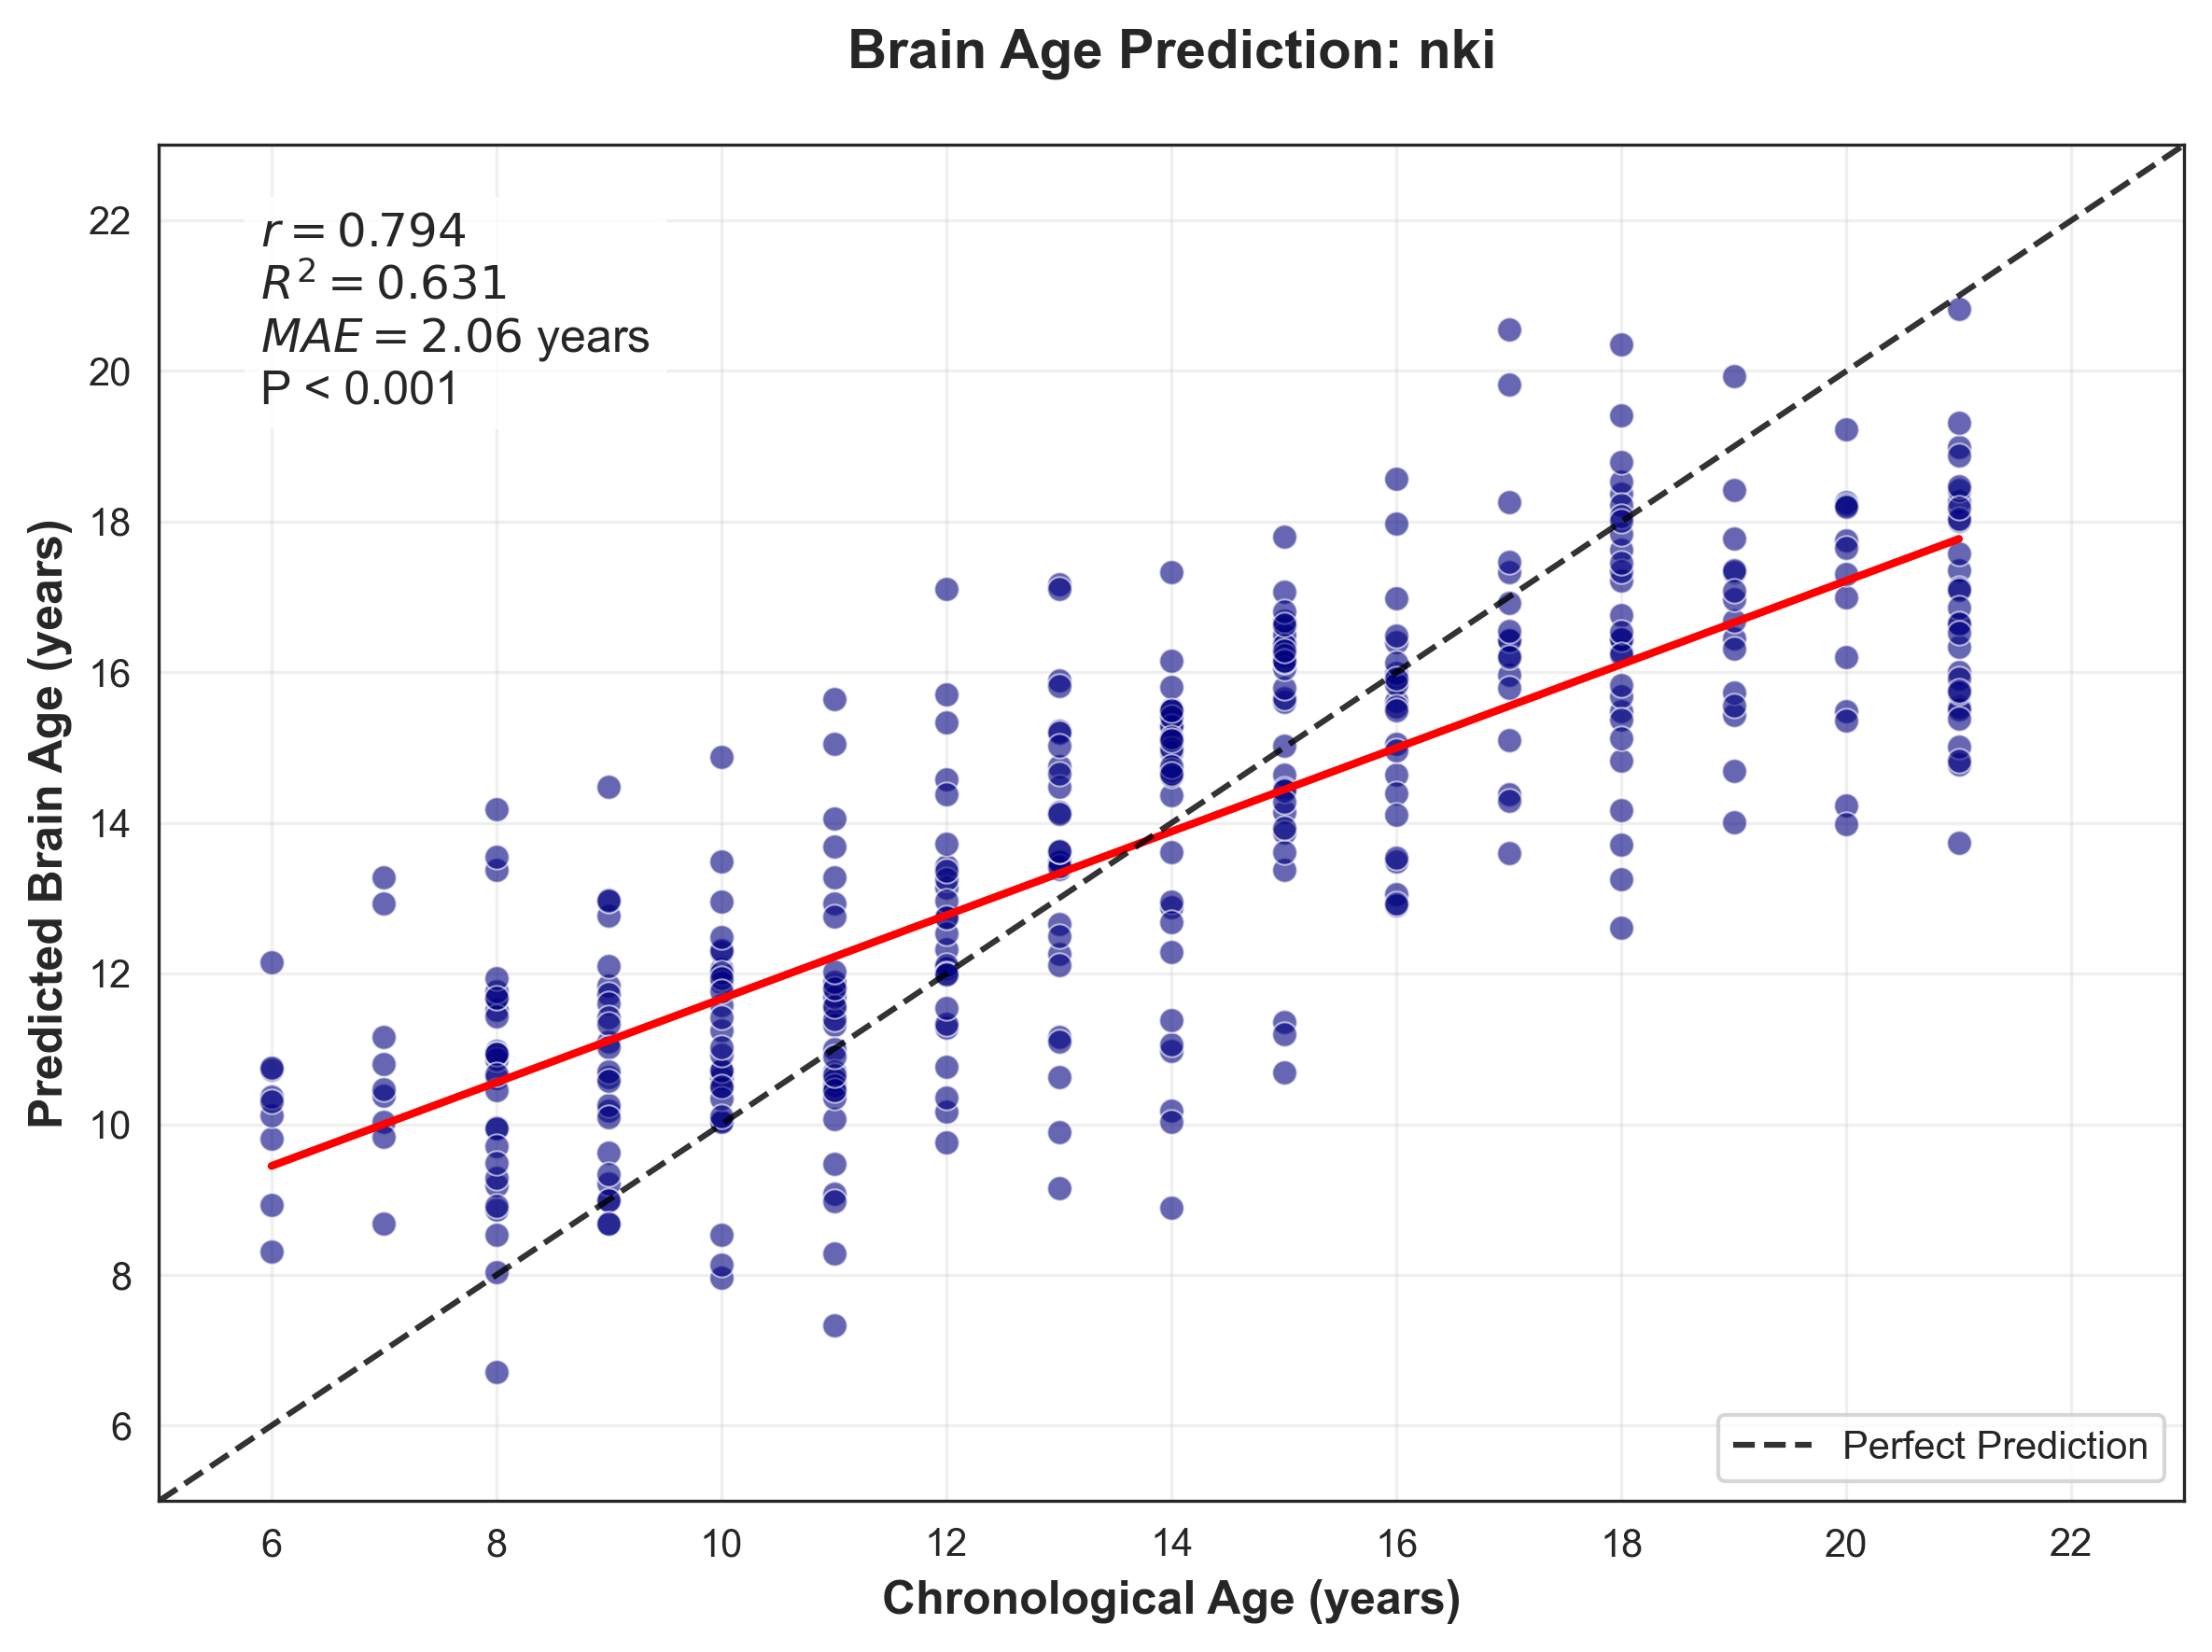 Brain Age Prediction: nki
r = 0.794
R² = 0.631
MAE = 2.06 years
P < 0.001
Predicted Brain Age (years)
22
20
18
16
14
12
10
8
6
Perfect Prediction
6 8 10 12 14 16 18 20 22
Chronological Age (years)